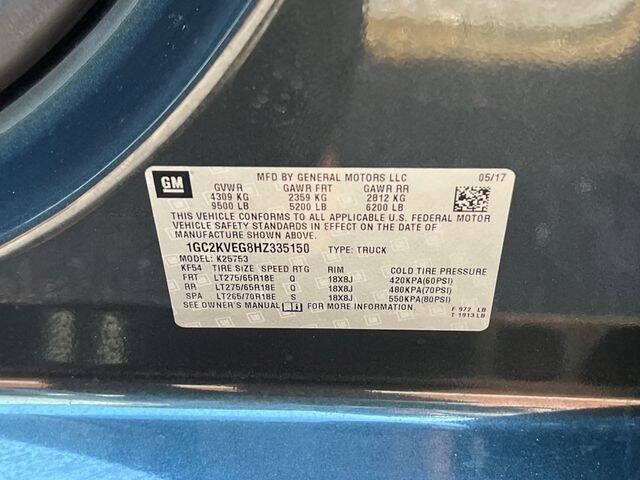 GM
MFD BY GENERAL MOTORS LLC 05/17
GVWR GAWR FRT GAWR RR
4309 KG 2359 KG 2812 KG
9500 LB 5200 LB 6200 LB
THIS VEHICLE CONFORMS TO ALL APPLICABLE U.S. FEDERAL MOTOR
VEHICLE SAFETY STANDARDS IN EFFECT ON THE DATE OF
MANUFACTURE SHOWN ABOVE.
1GC2KVEG8HZ335150 TYPE: TRUCK
MODEL: K25753
KF54 TIRE SIZE SPEED RTG RIM COLD TIRE PRESSURE
FRT LT275/65R18E Q 18X8J 420KPA(60PSI)
RR LT275/65R18E Q 18X8J 480KPA(70PSI)
SPA LT265/70R18E S 18X8J 550KPA(80PSI)
SEE OWNER'S MANUAL FOR MORE INFORMATION. F 972 LB
T 1913 LB